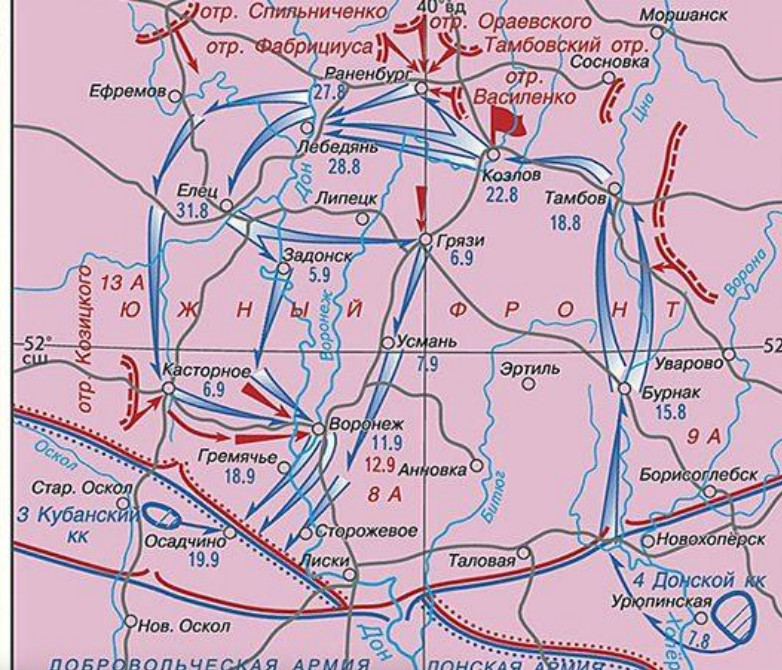 40°вд
отр. Спильниченко
отр. Ораевского
Моршанск
отр. Фабрициуса
Тамбовский отр.
Сосновка
Раненбург
отр.
Василенко
Ефремов
27.8
Цна
Лебедянь
28.8
Козлов
22.8
Тамбов
18.8
Дон
Елец
31.8
Липецк
Грязи
6.9
Задонск
5.9
Ворона
13 А
отр. Козицкого
Ю Ж Н Ы Й Ф Р О Н Т
Воронеж
52°
сш
52
Усмань
7.9
Касторное
6.9
Эртиль
Уварово
Бурнак
15.8
Воронеж
11.9
12.9
9 А
Гремячье
18.9
Анновка
8 А
Оскол
Битюг
Борисоглебск
Стар. Оскол
3 Кубанский
кк
Осадчино
19.9
Сторожевое
Новохопёрск
Лиски
Таловая
4 Донской кк
Урюпинская
7.8
Нов. Оскол
Дон
Хопёр
ДОБРОВОЛЬЧЕСКАЯ АРМИЯ
ДОНСКАЯ АРМИЯ